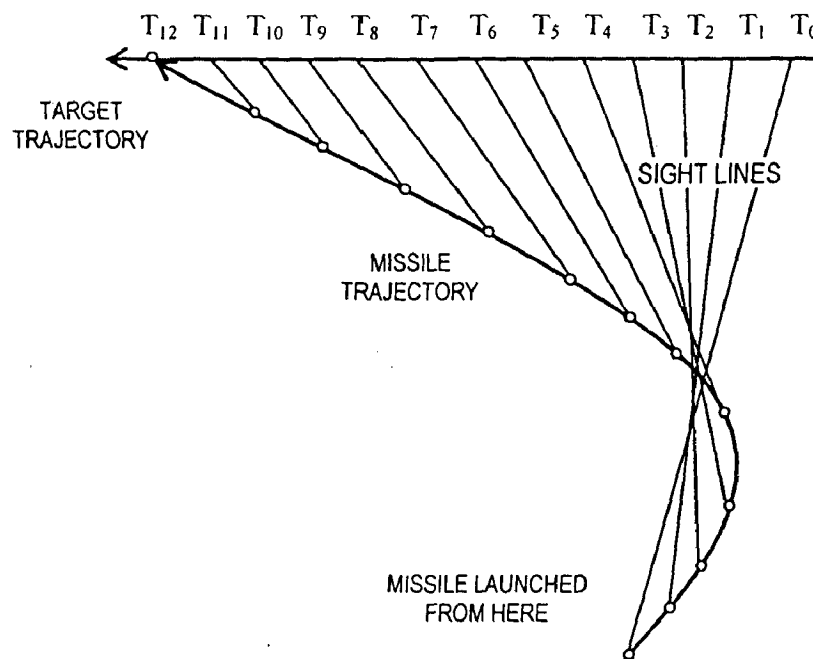 T12 T11 T10 T9 T8 T7 T6 T5 T4 T3 T2 T1 T0
TARGET
TRAJECTORY
SIGHT LINES
MISSILE
TRAJECTORY
MISSILE LAUNCHED
FROM HERE